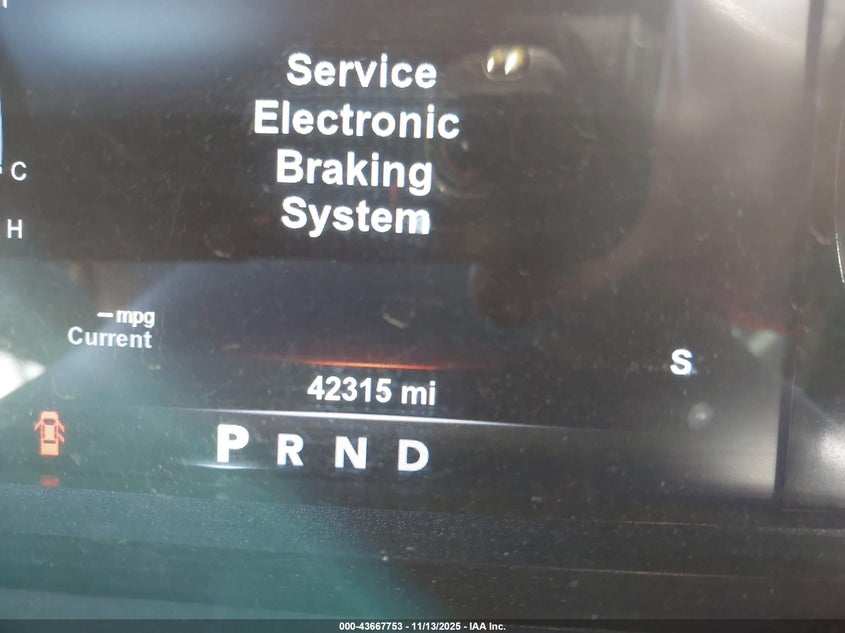 Service
Electronic
Braking
System
C
H
-- mpg
Current
S
42315 mi
P R N D
000-43667753 - 11/13/2025 - IAA Inc.